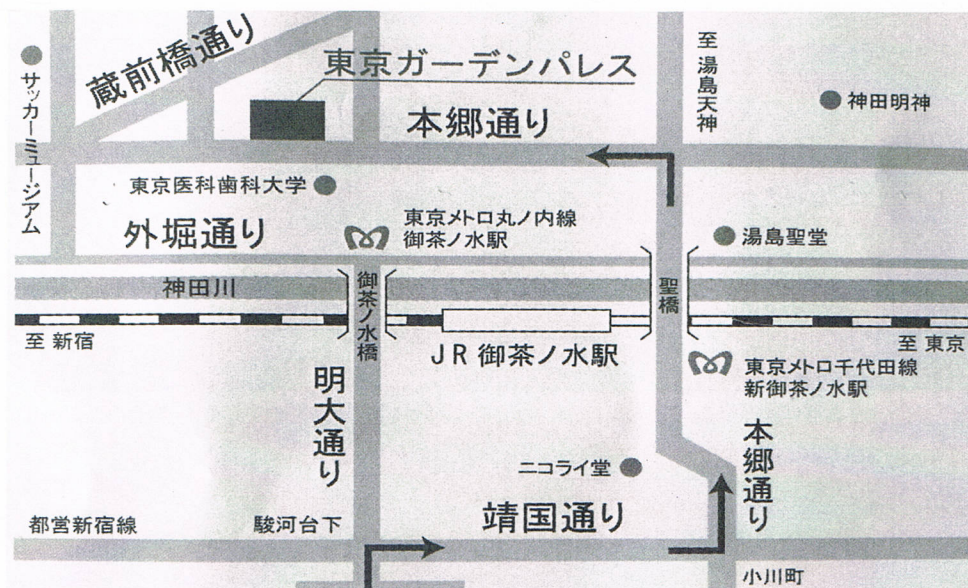 サッカーミュージアム
蔵前橋通り
東京ガーデンパレス
本郷通り
至 湯島天神
神田明神
東京医科歯科大学
外堀通り
東京メトロ丸ノ内線
御茶ノ水駅
湯島聖堂
神田川
御茶ノ水橋
聖橋
至 新宿
JR 御茶ノ水駅
至 東京
東京メトロ千代田線
新御茶ノ水駅
明大通り
ニコライ堂
本郷通り
靖国通り
都営新宿線
駿河台下
小川町